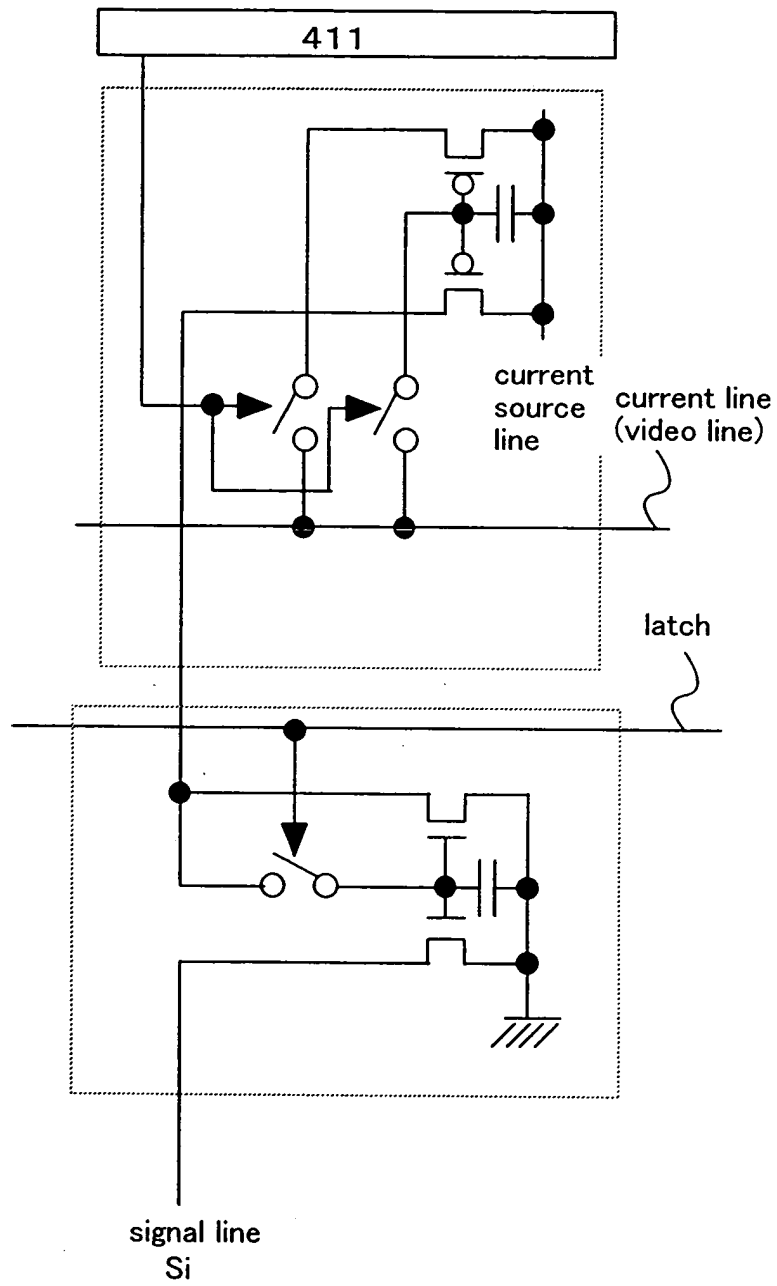 411
current
source
line
current line
(video line)
latch
signal line
Si